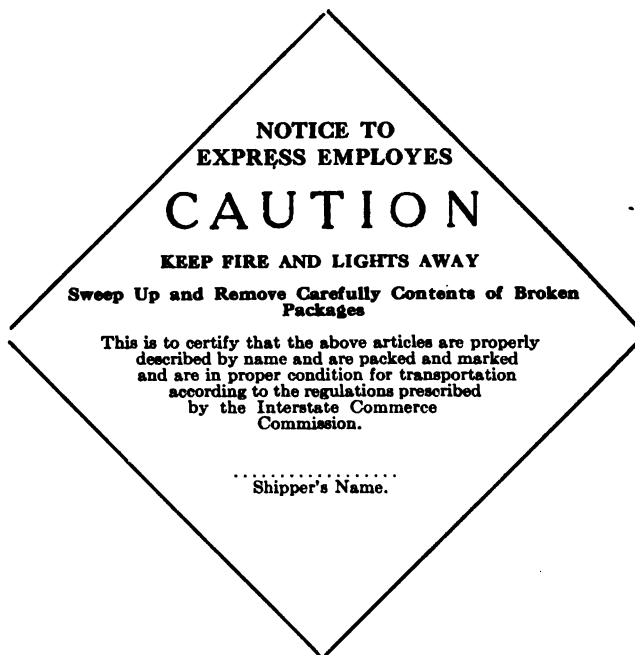 NOTICE TO
EXPRESS EMPLOYES
CAUTION
KEEP FIRE AND LIGHTS AWAY
Sweep Up and Remove Carefully Contents of Broken
Packages
This is to certify that the above articles are properly
described by name and are packed and marked
and are in proper condition for transportation
according to the regulations prescribed
by the Interstate Commerce
Commission.
..................
Shipper's Name.